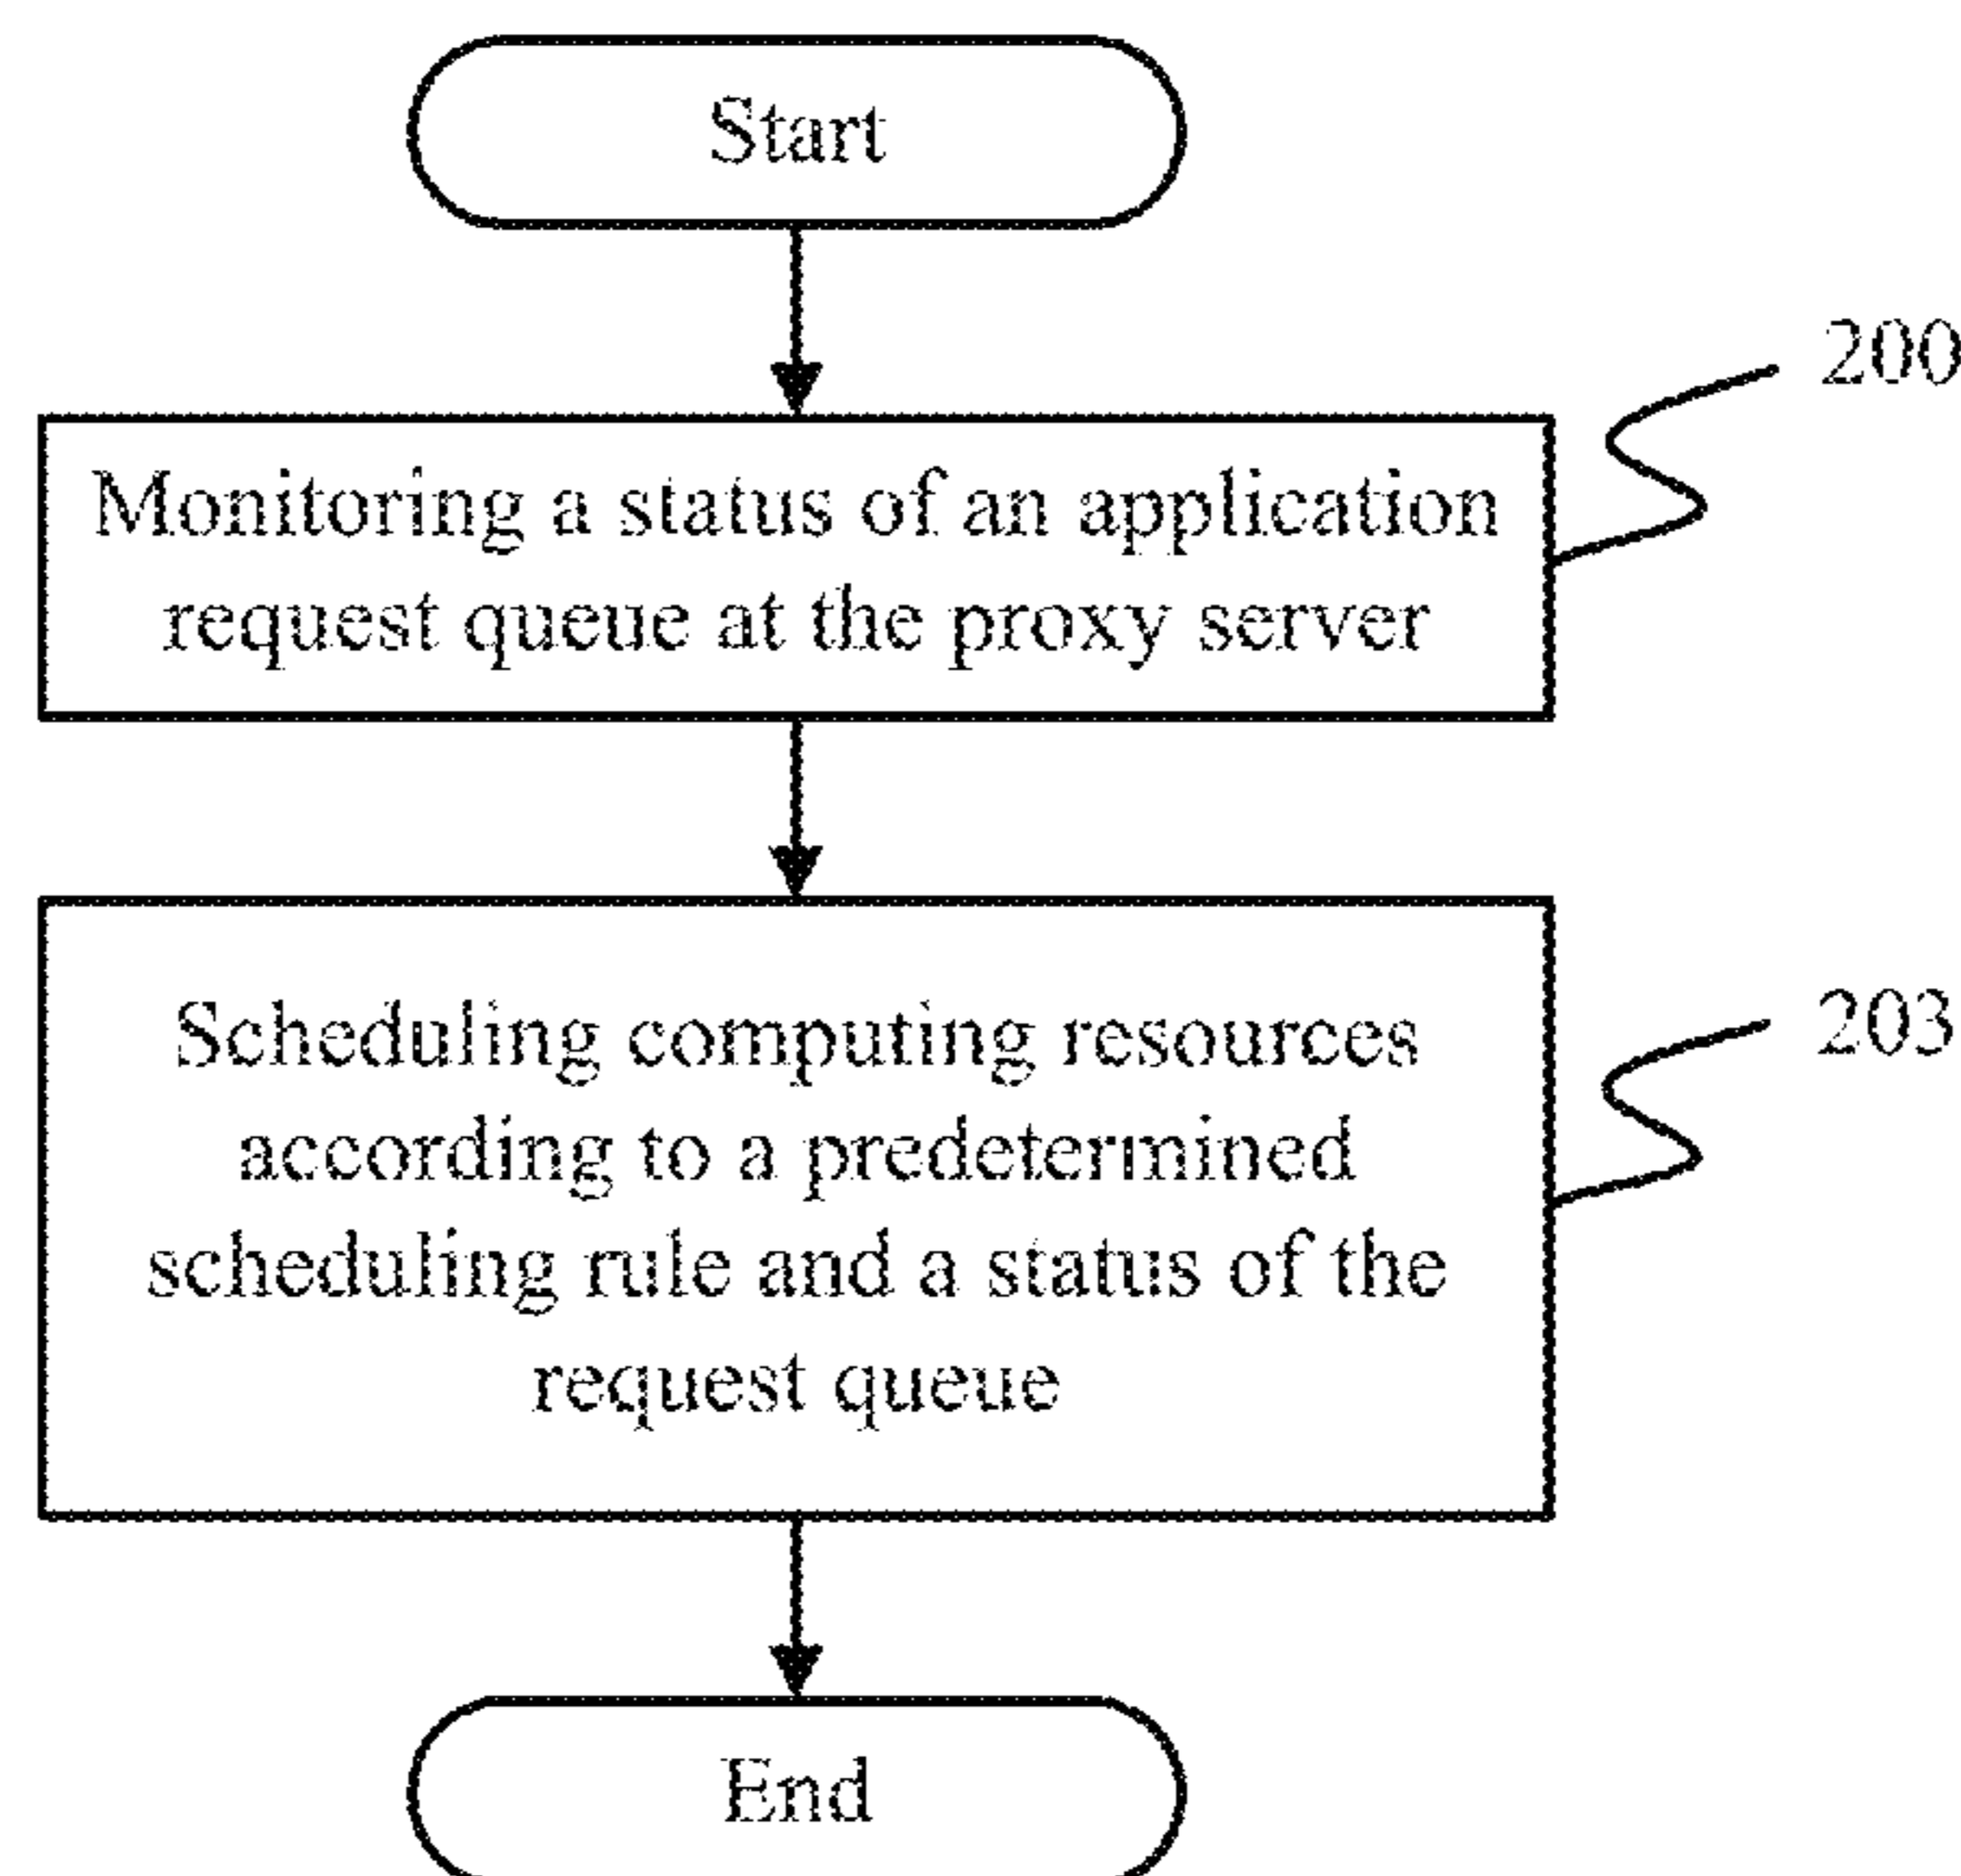 Start
200
Monitoring a status of an application
request queue at the proxy server
203
Scheduling computing resources
according to a predetermined
scheduling rule and a status of the
request queue
End